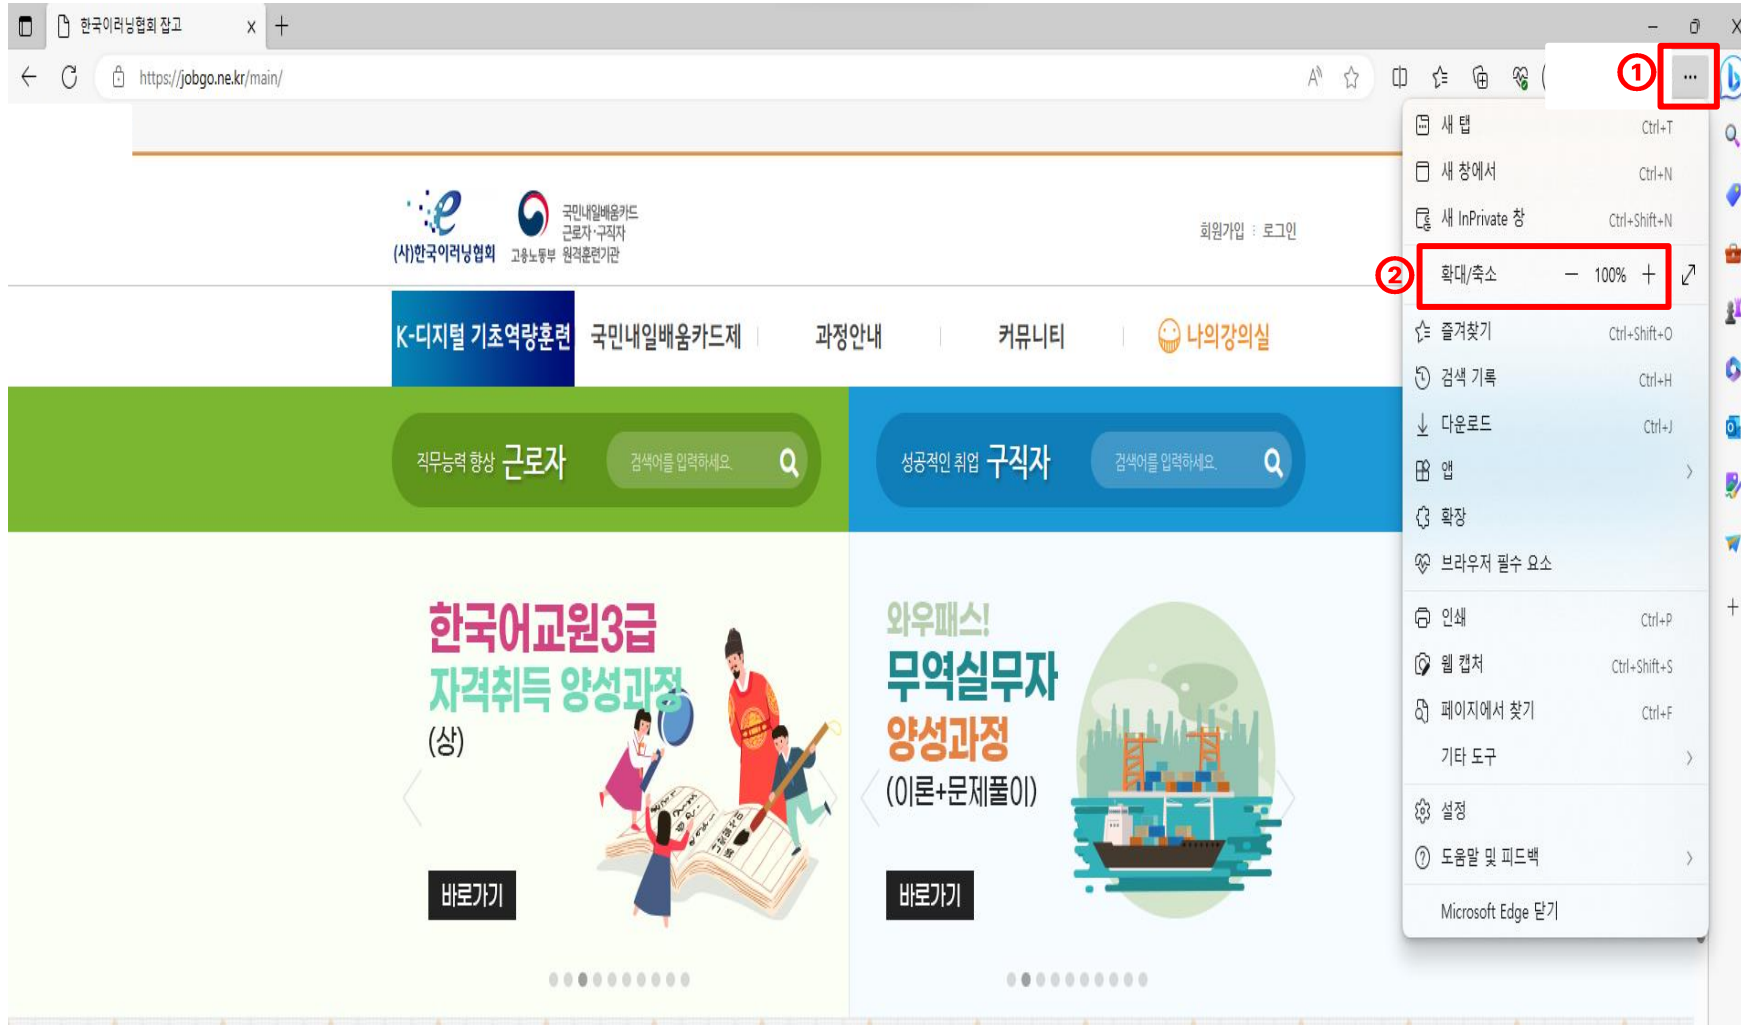 한국이러닝협회 잡고
https://jobgo.ne.kr/main/
①
새 탭 Ctrl+T
새 창에서 Ctrl+N
새 InPrivate 창 Ctrl+Shift+N
② 확대/축소 — 100% +
즐겨찾기 Ctrl+Shift+O
검색 기록 Ctrl+H
다운로드 Ctrl+J
앱
확장
브라우저 필수 요소
인쇄 Ctrl+P
웹 캡처 Ctrl+Shift+S
페이지에서 찾기 Ctrl+F
기타 도구
설정
도움말 및 피드백
Microsoft Edge 닫기
(사)한국이러닝협회
고용노동부
국민내일배움카드
근로자·구직자
원격훈련기관
회원가입 로그인
K-디지털 기초역량훈련 국민내일배움카드제 과정안내 커뮤니티 나의강의실
직무능력 향상 근로자 검색어를 입력하세요.
성공적인 취업 구직자 검색어를 입력하세요.
한국어교원3급
자격취득 양성과정
(상)
바로가기
와우패스!
무역실무자
양성과정
(이론+문제풀이)
바로가기